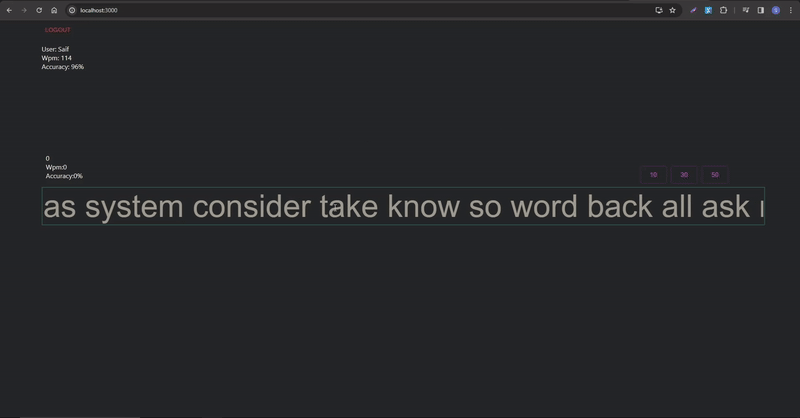 localhost:3000
LOGOUT
User: Saif
Wpm: 114
Accuracy: 96%
0
Wpm:0
Accuracy:0%
10 30 50
as system consider take know so word back all ask